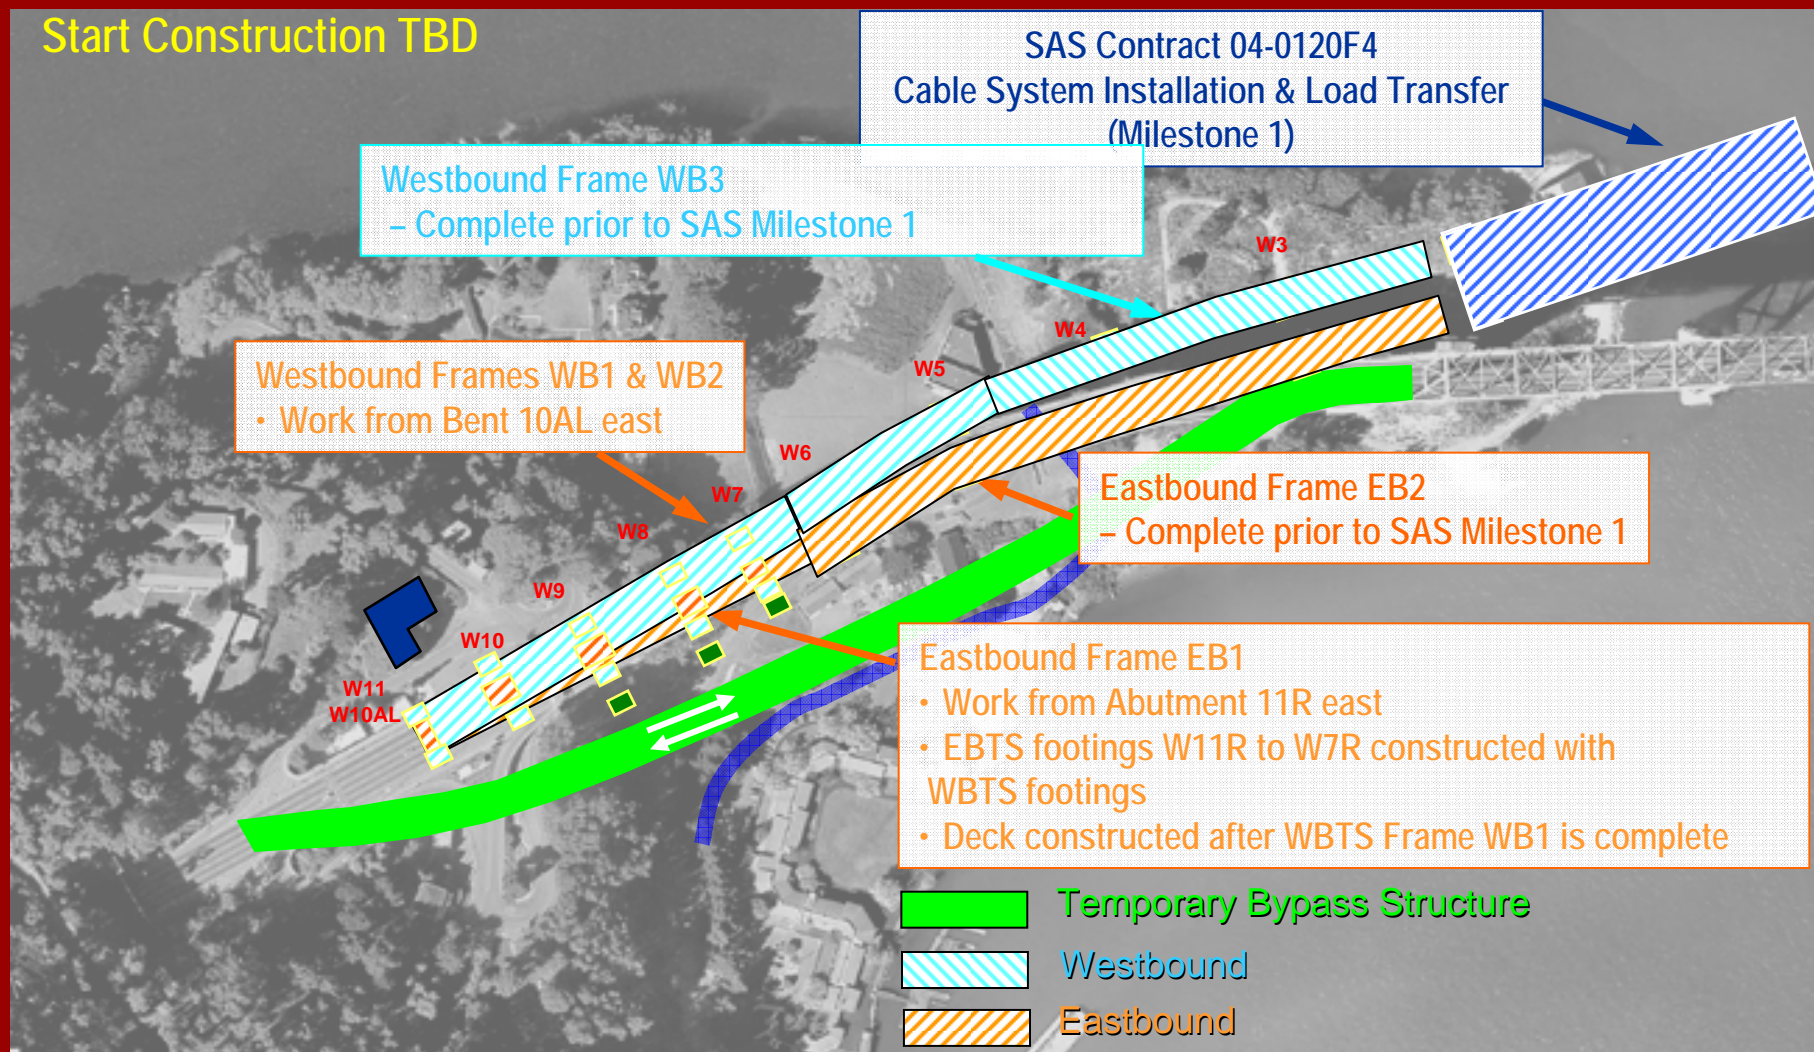 Start Construction TBD
SAS Contract 04-0120F4
Cable System Installation & Load Transfer
(Milestone 1)
Westbound Frame WB3
– Complete prior to SAS Milestone 1
W3
W4
W5
Westbound Frames WB1 & WB2
• Work from Bent 10AL east
W6
W7
W8
W9
W10
W11
W10AL
Eastbound Frame EB2
– Complete prior to SAS Milestone 1
Eastbound Frame EB1
• Work from Abutment 11R east
• EBTS footings W11R to W7R constructed with
WBTS footings
• Deck constructed after WBTS Frame WB1 is complete
Temporary Bypass Structure
Westbound
Eastbound